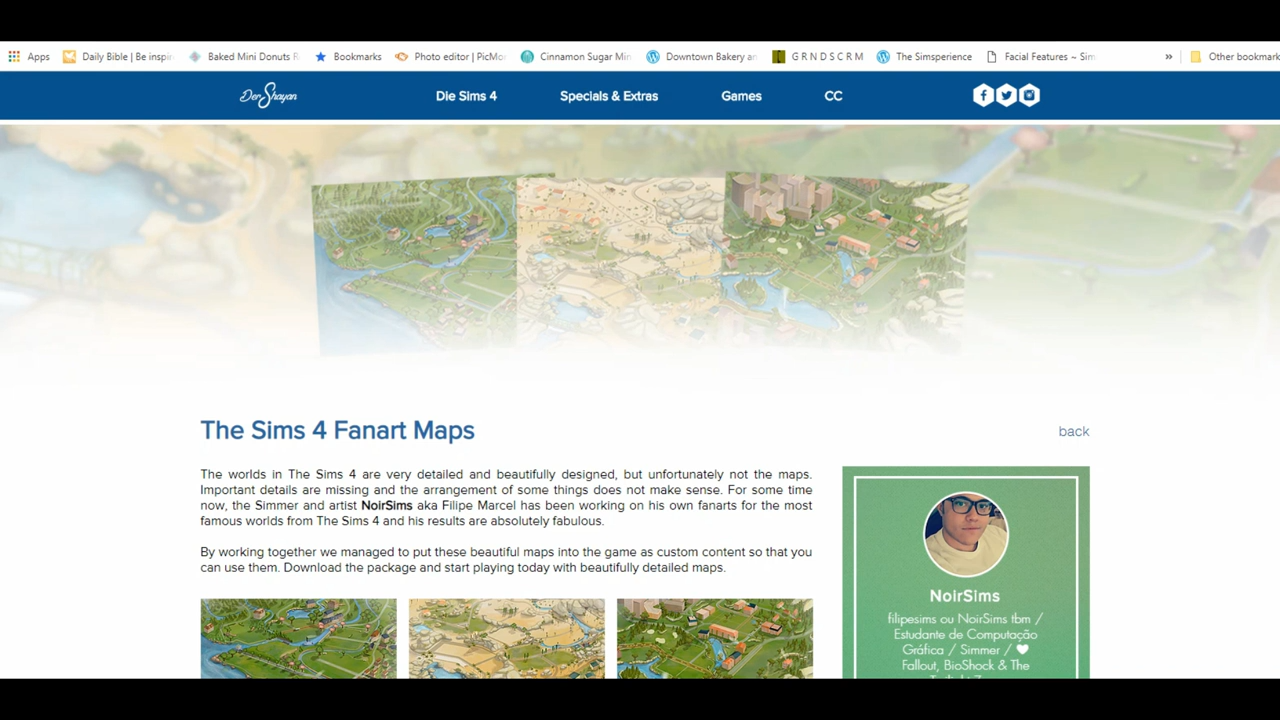 Apps Daily Bible | Be inspi Baked Mini Donuts R Bookmarks Photo editor | PicMo Cinnamon Sugar Min Downtown Bakery an G R N D S C R M The Simsperience Facial Features ~ Sim » Other bookmark
Der Shayan Die Sims 4 Specials & Extras Games CC
The Sims 4 Fanart Maps
back
The worlds in The Sims 4 are very detailed and beautifully designed, but unfortunately not the maps.
Important details are missing and the arrangement of some things does not make sense. For some time
now, the Simmer and artist NoirSims aka Filipe Marcel has been working on his own fanarts for the most
famous worlds from The Sims 4 and his results are absolutely fabulous.
By working together we managed to put these beautiful maps into the game as custom content so that you
can use them. Download the package and start playing today with beautifully detailed maps.
NoirSims
filipesims ou NoirSims tbm /
Estudante de Computação
Gráfica / Simmer / ♥
Fallout, BioShock & The